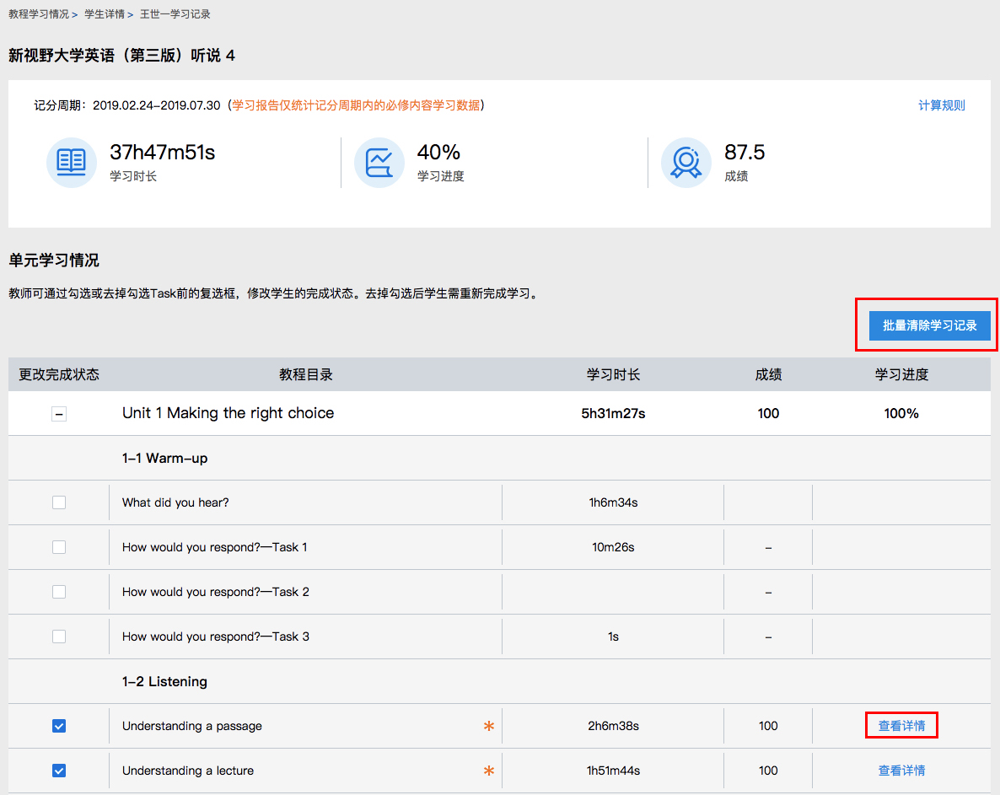 教程学习情况 > 学生详情 > 王世一学习记录
新视野大学英语（第三版）听说 4
记分周期：2019.02.24-2019.07.30（学习报告仅统计记分周期内的必修内容学习数据） 计算规则
37h47m51s 40% 87.5
学习时长 学习进度 成绩
单元学习情况
教师可通过勾选或去掉勾选Task前的复选框，修改学生的完成状态。去掉勾选后学生需重新完成学习。
批量清除学习记录
更改完成状态 教程目录 学习时长 成绩 学习进度
Unit 1 Making the right choice 5h31m27s 100 100%
1-1 Warm-up
What did you hear? 1h6m34s
How would you respond?—Task 1 10m26s -
How would you respond?—Task 2 -
How would you respond?—Task 3 1s -
1-2 Listening
Understanding a passage * 2h6m38s 100 查看详情
Understanding a lecture * 1h51m44s 100 查看详情